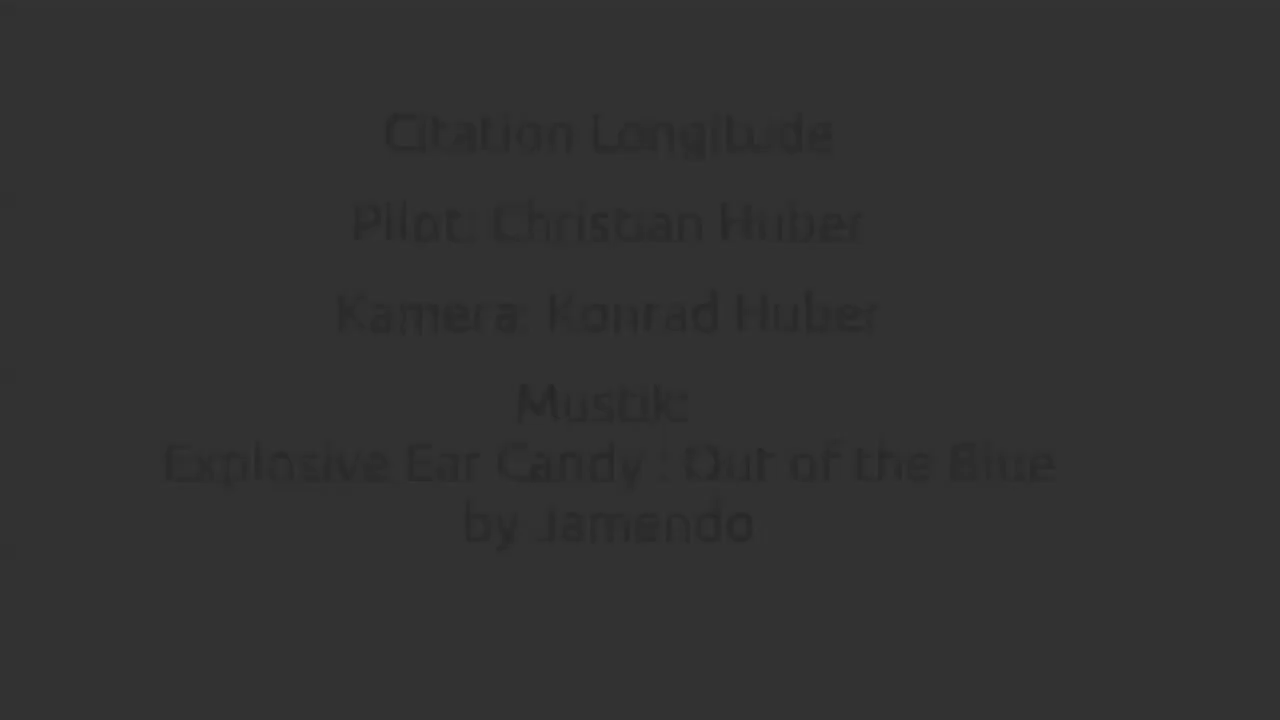 Citation Longitude
Pilot: Christian Huber
Kamera: Konrad Huber
Musik:
Explosive Ear Candy : Out of the Blue
by Jamendo